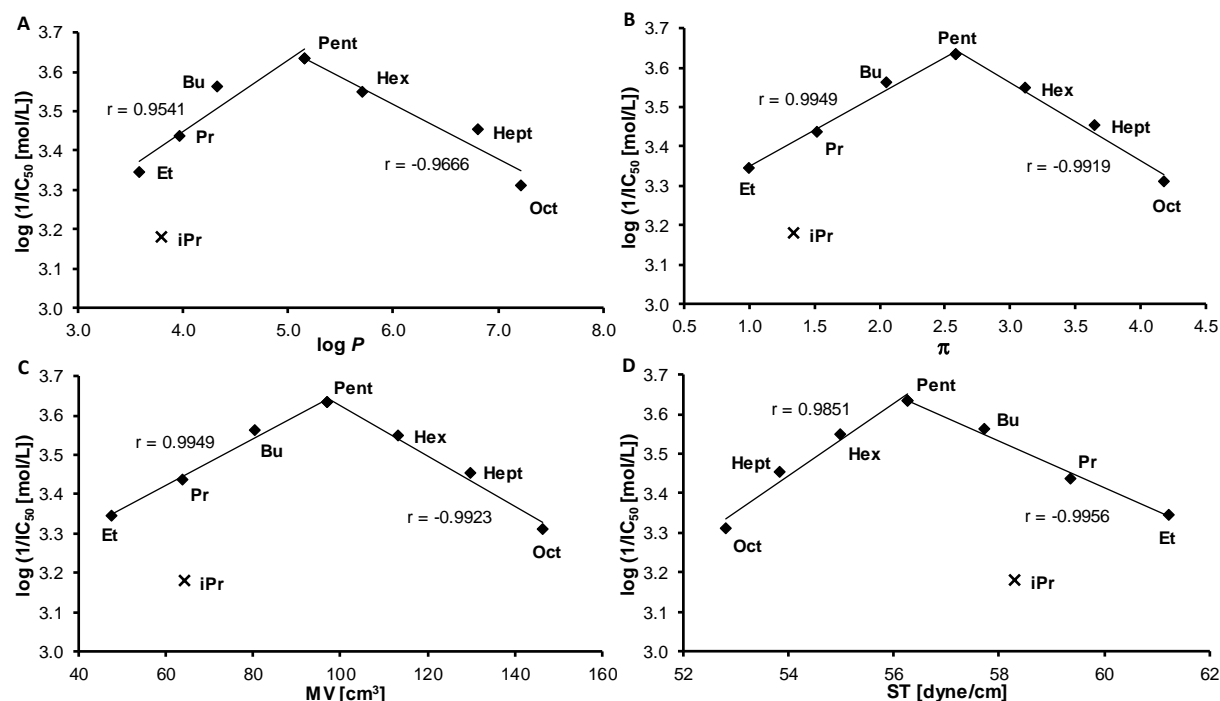 A
3.7
3.6
3.5
3.4
3.3
3.2
3.1
3.0
log (1/IC50 [mol/L])
Pent
Bu
Hex
r = 0.9541
Pr
Hept
r = -0.9666
Et
Oct
iPr
3.0 4.0 5.0 6.0 7.0 8.0
log P
B
3.7
3.6
3.5
3.4
3.3
3.2
3.1
3.0
log (1/IC50 [mol/L])
Pent
Bu
Hex
r = 0.9949
Hept
Pr
r = -0.9919
Et
Oct
iPr
0.5 1.0 1.5 2.0 2.5 3.0 3.5 4.0 4.5
π
C
3.7
3.6
3.5
3.4
3.3
3.2
3.1
3.0
log (1/IC50 [mol/L])
Pent
r = 0.9949
Bu
Hex
Hept
Pr
r = -0.9923
Et
Oct
iPr
40 60 80 100 120 140 160
MV [cm³]
D
3.7
3.6
3.5
3.4
3.3
3.2
3.1
3.0
log (1/IC50 [mol/L])
Pent
r = 0.9851
Bu
Hept
Hex
Pr
r = -0.9956
Oct
Et
iPr
52 54 56 58 60 62
ST [dyne/cm]